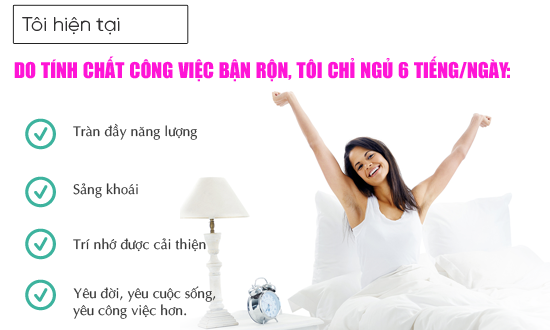 Tôi hiện tại
DO TÍNH CHẤT CÔNG VIỆC BẬN RỘN, TÔI CHỈ NGỦ 6 TIẾNG/NGÀY:
Tràn đầy năng lượng
Sảng khoái
Trí nhớ được cải thiện
Yêu đời, yêu cuộc sống,
yêu công việc hơn.